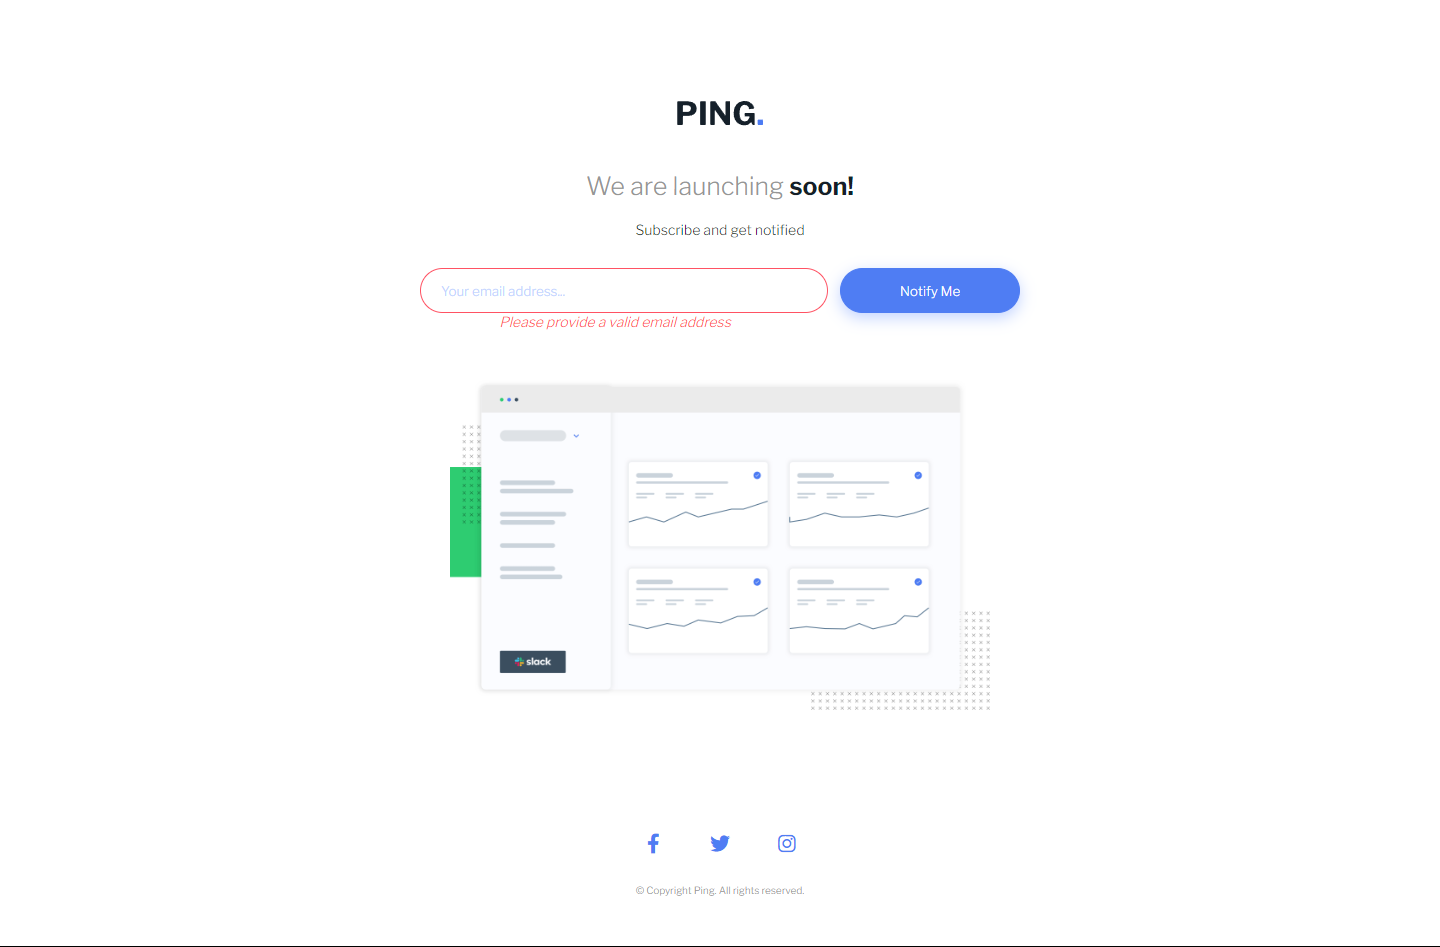 PING.
We are launching soon!
Subscribe and get notified
Your email address...
Notify Me
Please provide a valid email address
slack
© Copyright Ping. All rights reserved.